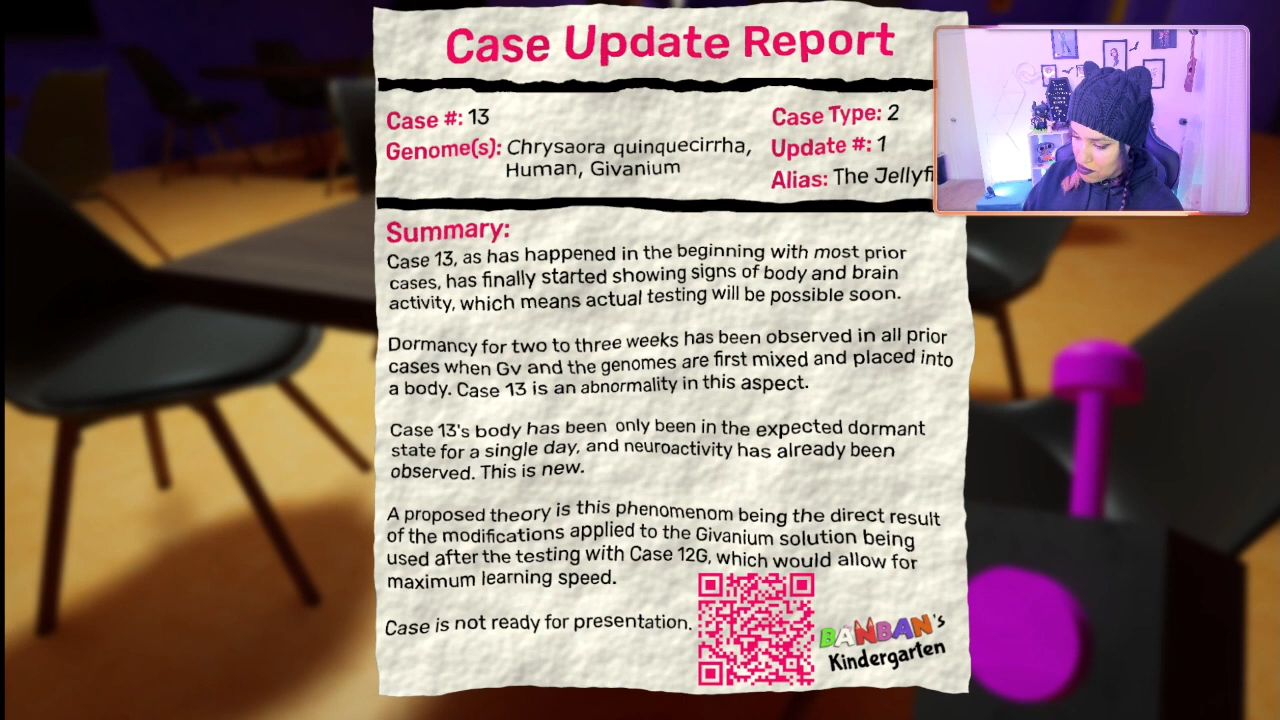 Case Update Report
Case #: 13
Case Type: 2
Genome(s): Chrysaora quinquecirrha,
Human, Givanium
Update #: 1
Alias: The Jellyfi
Summary:
Case 13, as has happened in the beginning with most prior
cases, has finally started showing signs of body and brain
activity, which means actual testing will be possible soon.
Dormancy for two to three weeks has been observed in all prior
cases when Gv and the genomes are first mixed and placed into
a body. Case 13 is an abnormality in this aspect.
Case 13's body has been only been in the expected dormant
state for a single day, and neuroactivity has already been
observed. This is new.
A proposed theory is this phenomenom being the direct result
of the modifications applied to the Givanium solution being
used after the testing with Case 12G, which would allow for
maximum learning speed.
Case is not ready for presentation.
BANBAN's
Kindergarten